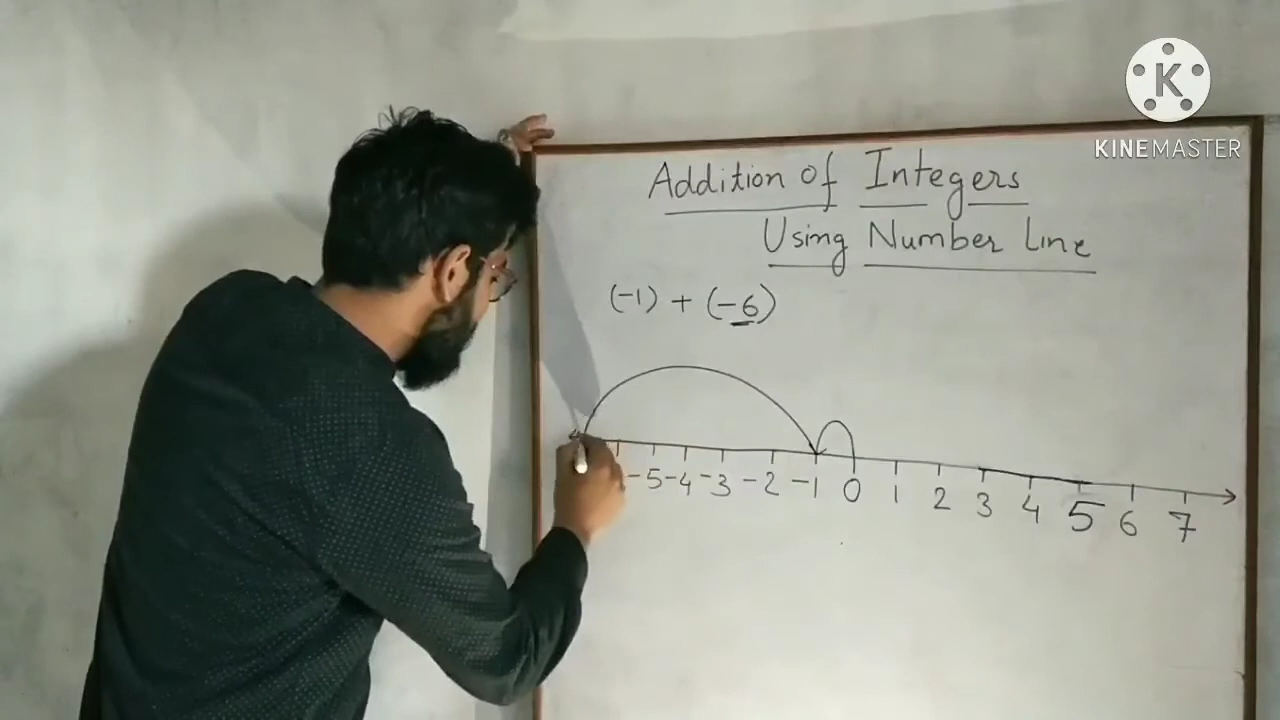 K
KINEMASTER
Addition of Integers
Using Number Line
(-1) + (-6)
-5 -4 -3 -2 -1 0 1 2 3 4 5 6 7